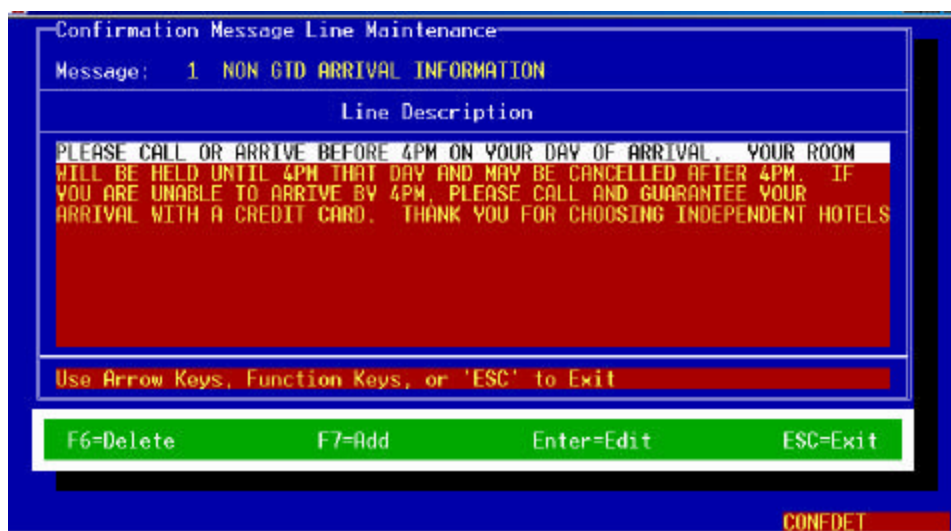 Confirmation Message Line Maintenance
Message: 1 NON GTD ARRIVAL INFORMATION
Line Description
PLEASE CALL OR ARRIVE BEFORE 4PM ON YOUR DAY OF ARRIVAL. YOUR ROOM
WILL BE HELD UNTIL 4PM THAT DAY AND MAY BE CANCELLED AFTER 4PM. IF
YOU ARE UNABLE TO ARRIVE BY 4PM, PLEASE CALL AND GUARANTEE YOUR
ARRIVAL WITH A CREDIT CARD. THANK YOU FOR CHOOSING INDEPENDENT HOTELS
Use Arrow Keys, Function Keys, or 'ESC' to Exit
F6=Delete F7=Add Enter=Edit ESC=Exit
CONFDET